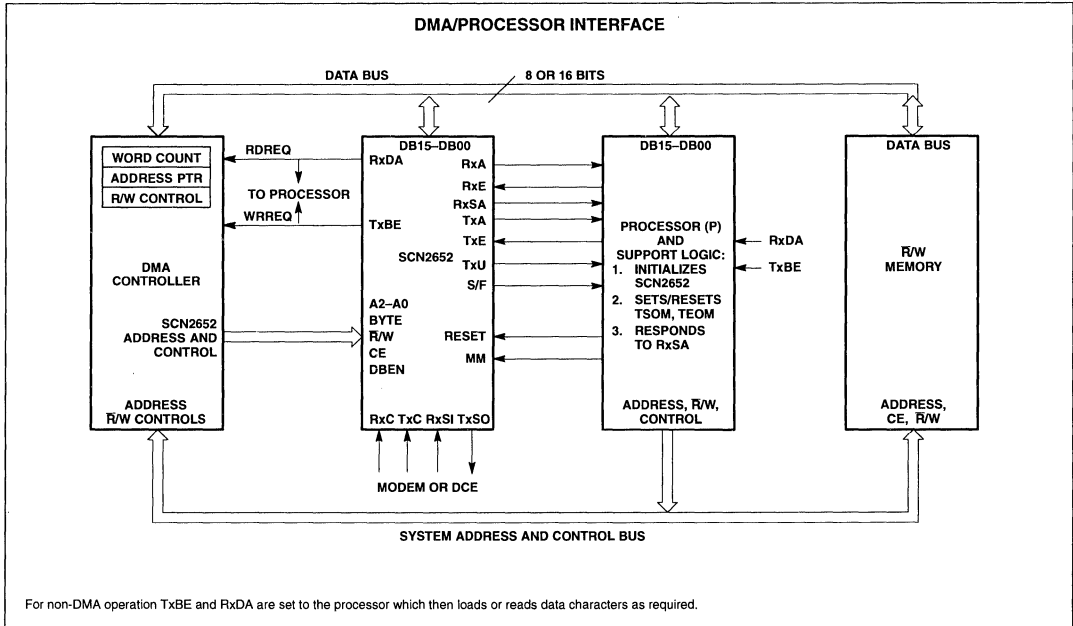 DMA/PROCESSOR INTERFACE
DATA BUS
8 OR 16 BITS
WORD COUNT
ADDRESS PTR
R/W CONTROL
DMA
CONTROLLER
SCN2652
ADDRESS AND
CONTROL
ADDRESS
R̅/W CONTROLS
RDREQ
TO PROCESSOR
WRREQ
DB15–DB00
RxDA
TxBE
SCN2652
A2–A0
BYTE
R̅/W
CE
DBEN
RxA
RxE
RxSA
TxA
TxE
TxU
S/F
RESET
MM
RxC TxC RxSI TxSO
MODEM OR DCE
DB15–DB00
PROCESSOR (P)
AND
SUPPORT LOGIC:
1. INITIALIZES
SCN2652
2. SETS/RESETS
TSOM, TEOM
3. RESPONDS
TO RxSA
ADDRESS, R̅/W,
CONTROL
RxDA
TxBE
DATA BUS
R̅/W
MEMORY
ADDRESS,
CE, R̅/W
SYSTEM ADDRESS AND CONTROL BUS
For non-DMA operation TxBE and RxDA are set to the processor which then loads or reads data characters as required.